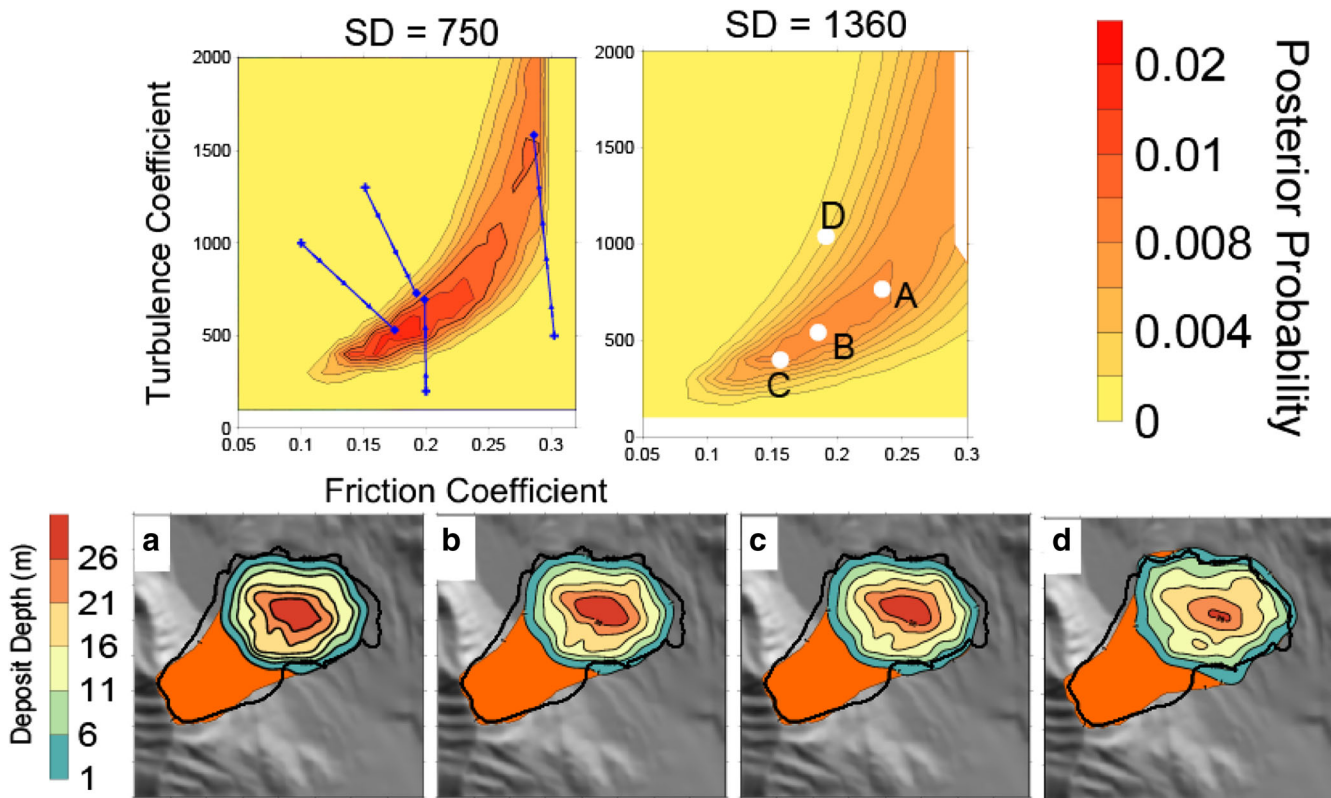 SD = 750
SD = 1360
Turbulence Coefficient
2000
1500
1000
500
0
0.05
0.1
0.15
0.2
0.25
0.3
2000
1500
1000
500
0
0.05
0.1
0.15
0.2
0.25
0.3
D
A
B
C
0.02
0.01
0.008
0.004
0
Posterior Probability
Friction Coefficient
Deposit Depth (m)
26
21
16
11
6
1
a
b
c
d